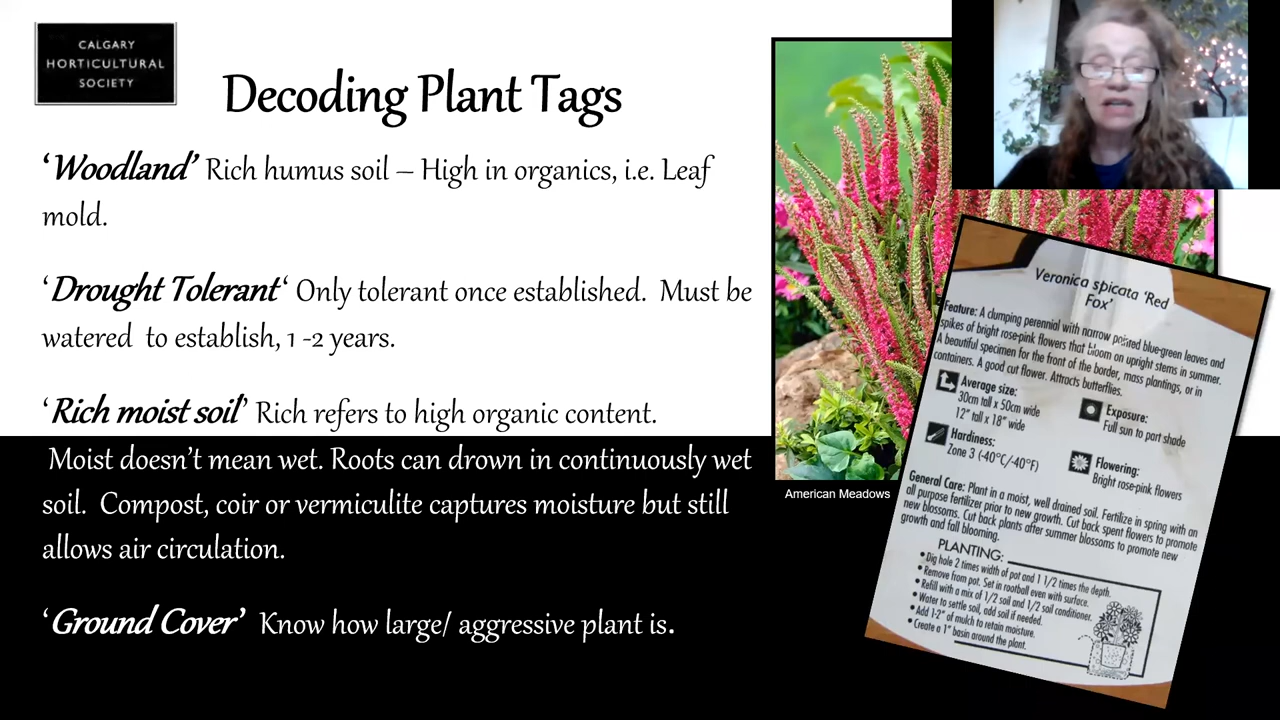 CALGARY
HORTICULTURAL
SOCIETY
Decoding Plant Tags
‘Woodland’ Rich humus soil – High in organics, i.e. Leaf
mold.
‘Drought Tolerant‘ Only tolerant once established. Must be
watered to establish, 1 -2 years.
‘Rich moist soil’ Rich refers to high organic content.
Moist doesn’t mean wet. Roots can drown in continuously wet
soil. Compost, coir or vermiculite captures moisture but still
allows air circulation.
‘Ground Cover’ Know how large/ aggressive plant is.
American Meadows
Veronica spicata ‘Red
Fox’
Feature: A clumping perennial with narrow pointed blue-green leaves and
spikes of bright rose-pink flowers that bloom on upright stems in summer.
A beautiful specimen for the front of the border, mass plantings, or in
containers. A good cut flower. Attracts butterflies.
Average size:
30cm tall x 50cm wide
12” tall x 18” wide
Exposure:
Full sun to part shade
Hardiness:
Zone 3 (-40°C/-40°F)
Flowering:
Bright rose-pink flowers
General Care: Plant in a moist, well drained soil. Fertilize in spring with an
all purpose fertilizer prior to new growth. Cut back spent flowers to promote
new blossoms. Cut back plants after summer blossoms to promote new
growth and fall blooming.
PLANTING:
• Dig hole 2 times width of pot and 1 1/2 times the depth.
• Remove from pot. Set in rootball even with surface.
• Refill with a mix of 1/2 soil and 1/2 soil conditioner.
• Water to settle soil, add soil if needed.
• Add 1-2” of mulch to retain moisture.
• Create a 1” basin around the plant.